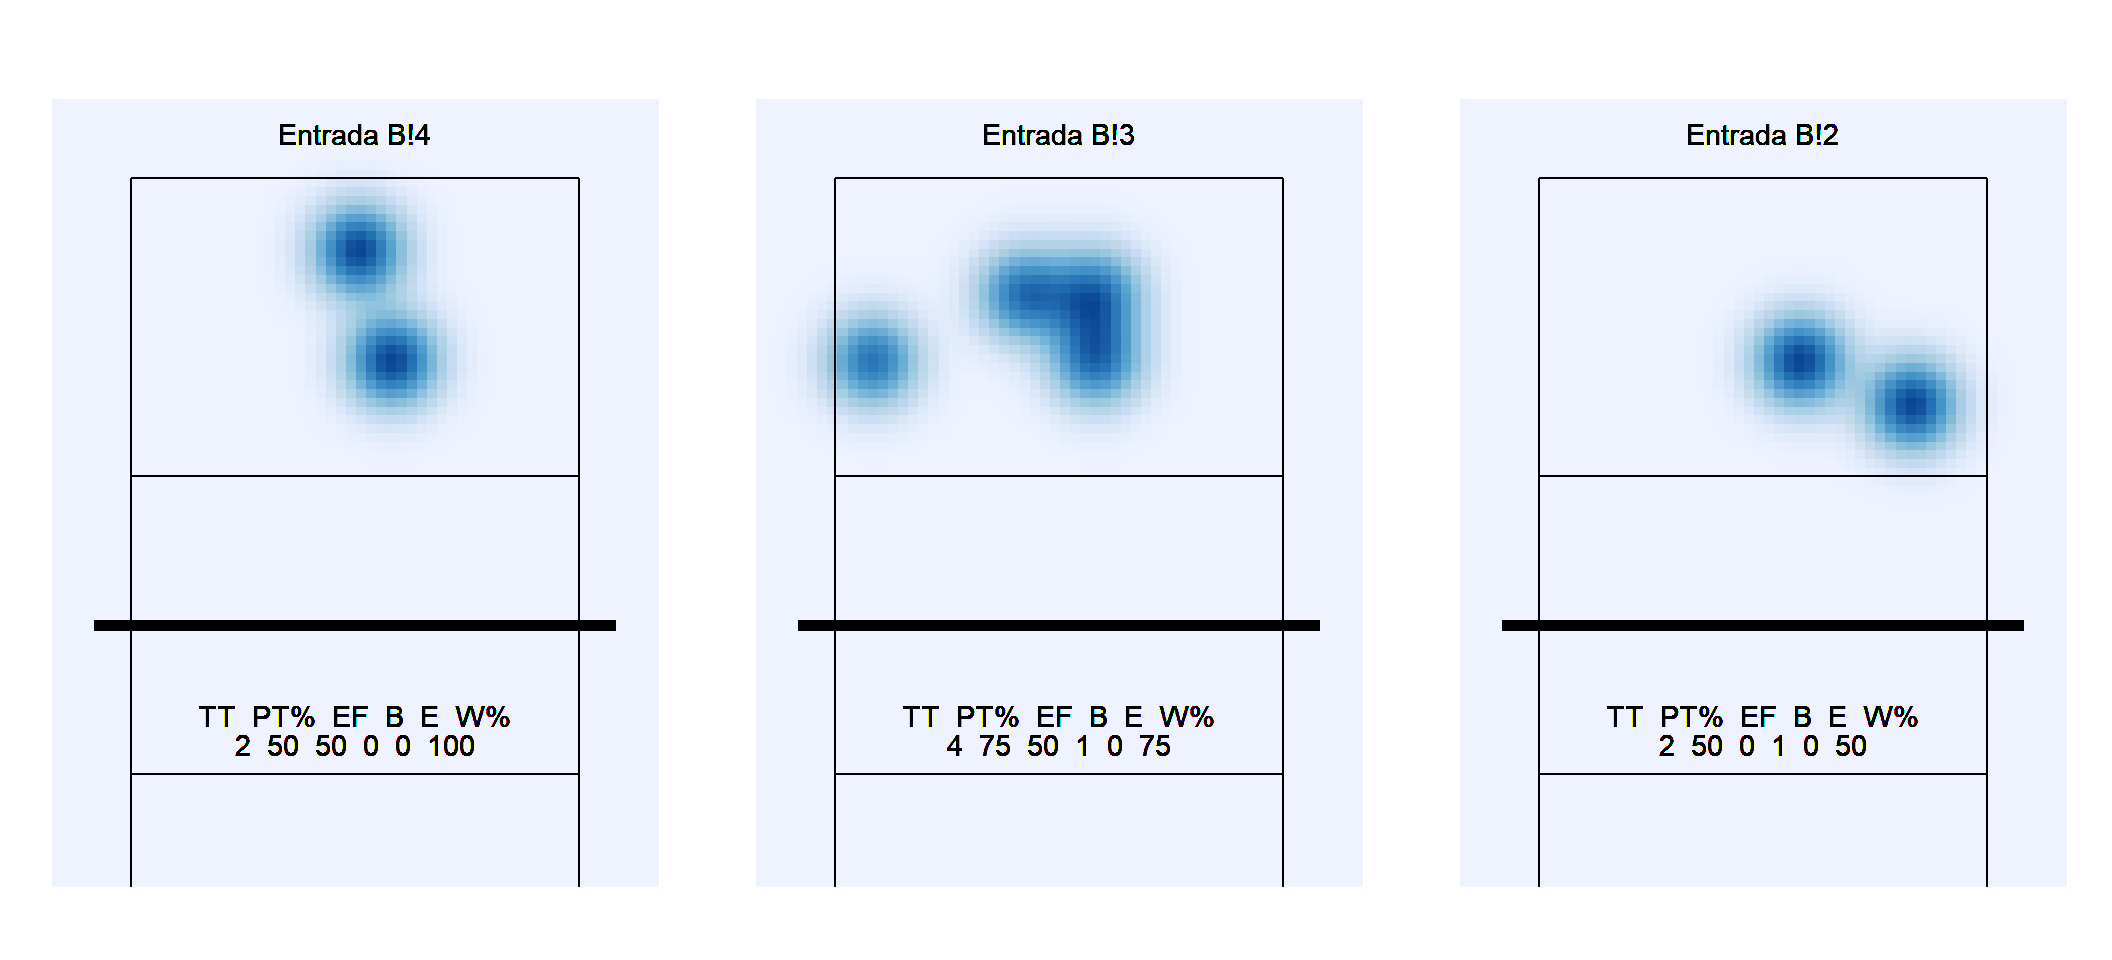 Entrada B!4
TT PT% EF B E W%
2 50 50 0 0 100
Entrada B!3
TT PT% EF B E W%
4 75 50 1 0 75
Entrada B!2
TT PT% EF B E W%
2 50 0 1 0 50